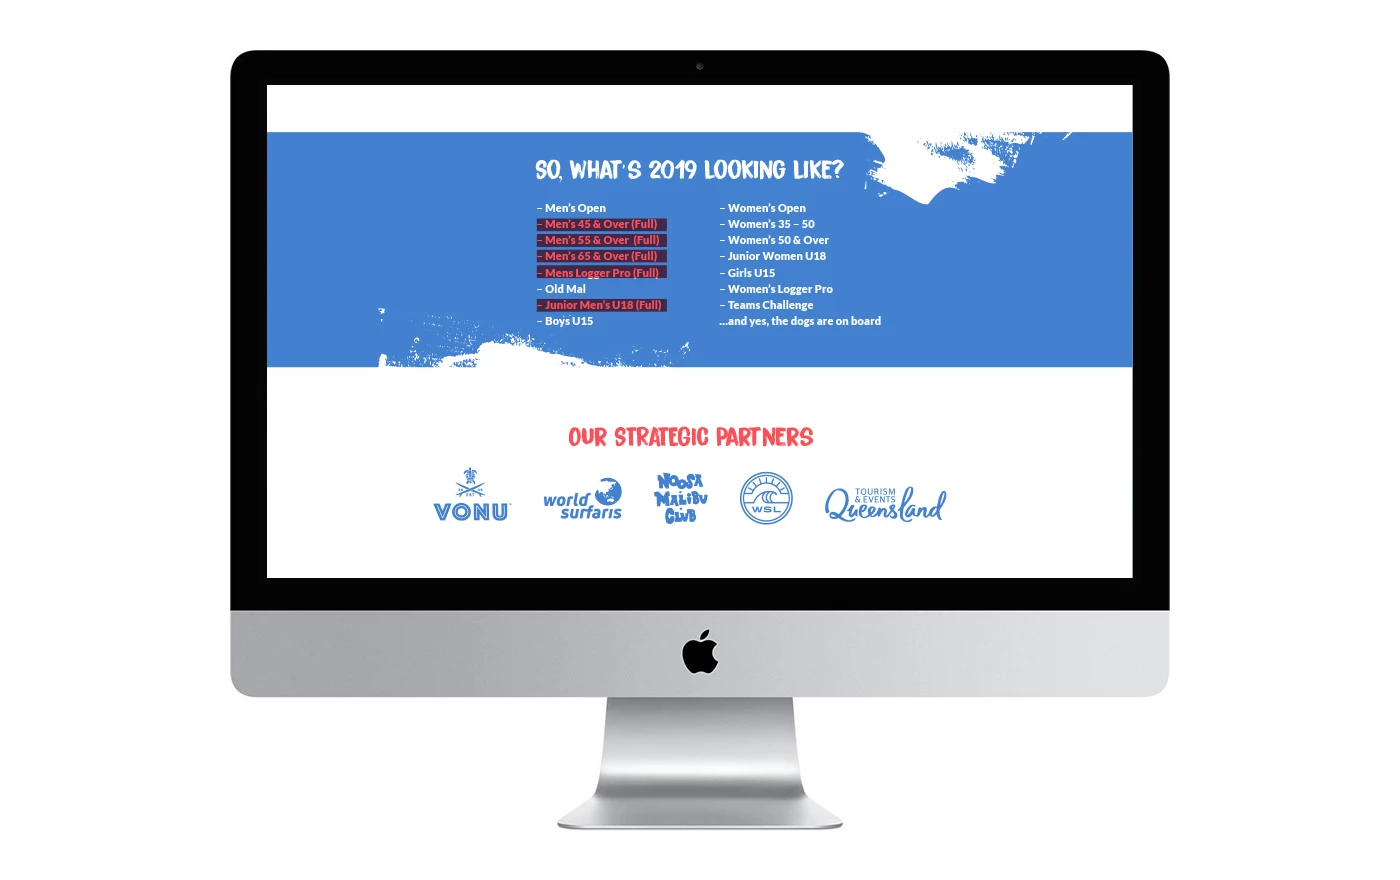 SO, WHAT'S 2019 LOOKING LIKE?
– Men's Open
– Men's 45 & Over (Full)
– Men's 55 & Over (Full)
– Men's 65 & Over (Full)
– Mens Logger Pro (Full)
– Old Mal
– Junior Men's U18 (Full)
– Boys U15
– Women's Open
– Women's 35 – 50
– Women's 50 & Over
– Junior Women U18
– Girls U15
– Women's Logger Pro
– Teams Challenge
...and yes, the dogs are on board
OUR STRATEGIC PARTNERS
VONU
world
surfaris
NOOSA
MALIBU
CLUB
WSL
TOURISM
& EVENTS
Queensland